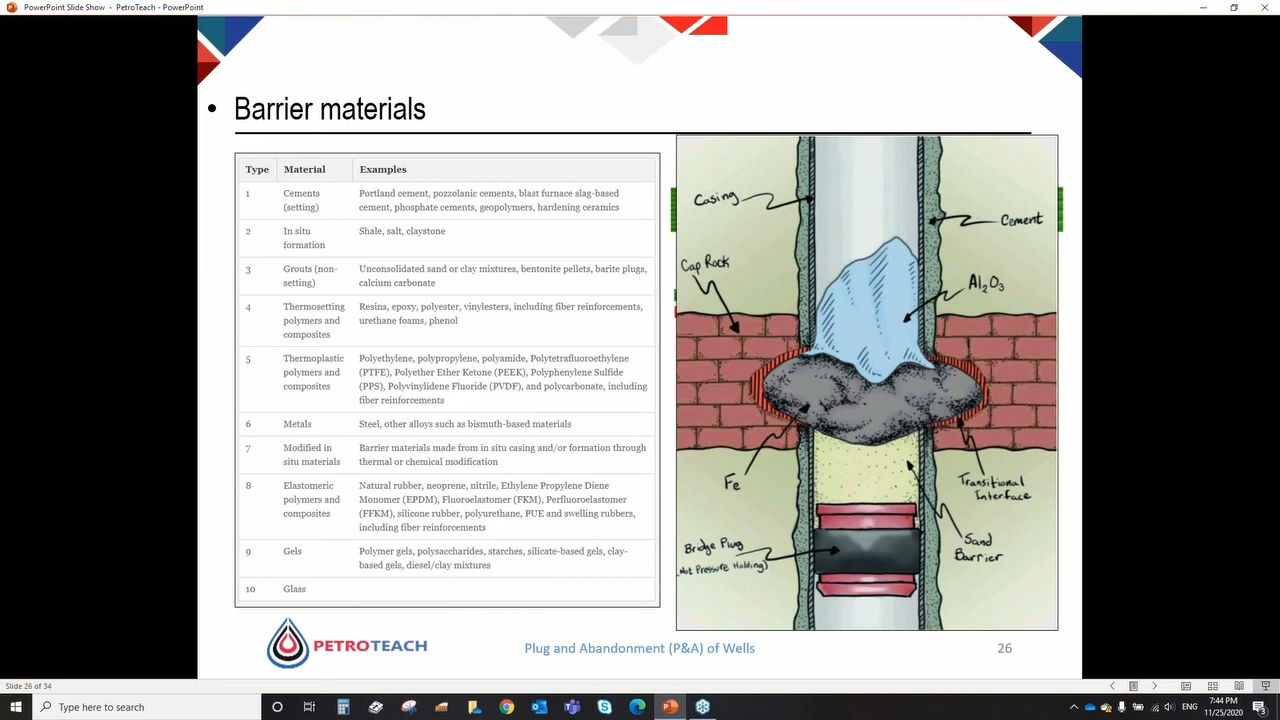 PowerPoint Slide Show - PetroTeach - PowerPoint
• Barrier materials
Type Material Examples
1 Cements (setting) Portland cement, pozzolanic cements, blast furnace slag-based
cement, phosphate cements, geopolymers, hardening ceramics
2 In situ formation Shale, salt, claystone
3 Grouts (non-setting) Unconsolidated sand or clay mixtures, bentonite pellets, barite plugs,
calcium carbonate
4 Thermosetting polymers and composites Resins, epoxy, polyester, vinylesters, including fiber reinforcements,
urethane foams, phenol
5 Thermoplastic polymers and composites Polyethylene, polypropylene, polyamide, Polytetrafluoroethylene
(PTFE), Polyether Ether Ketone (PEEK), Polyphenylene Sulfide
(PPS), Polyvinylidene Fluoride (PVDF), and polycarbonate, including
fiber reinforcements
6 Metals Steel, other alloys such as bismuth-based materials
7 Modified in situ materials Barrier materials made from in situ casing and/or formation through
thermal or chemical modification
8 Elastomeric polymers and composites Natural rubber, neoprene, nitrile, Ethylene Propylene Diene
Monomer (EPDM), Fluoroelastomer (FKM), Perfluoroelastomer
(FFKM), silicone rubber, polyurethane, PUE and swelling rubbers,
including fiber reinforcements
9 Gels Polymer gels, polysaccharides, starches, silicate-based gels, clay-
based gels, diesel/clay mixtures
10 Glass
Casing
Cement
Cap Rock
Al2O3
Fe
Transitional
Interface
Sand
Barrier
Bridge Plug
(Not Pressure Holding)
PETROTEACH
Plug and Abandonment (P&A) of Wells
26
Slide 26 of 34
Type here to search
ENG
7:44 PM
11/25/2020
3